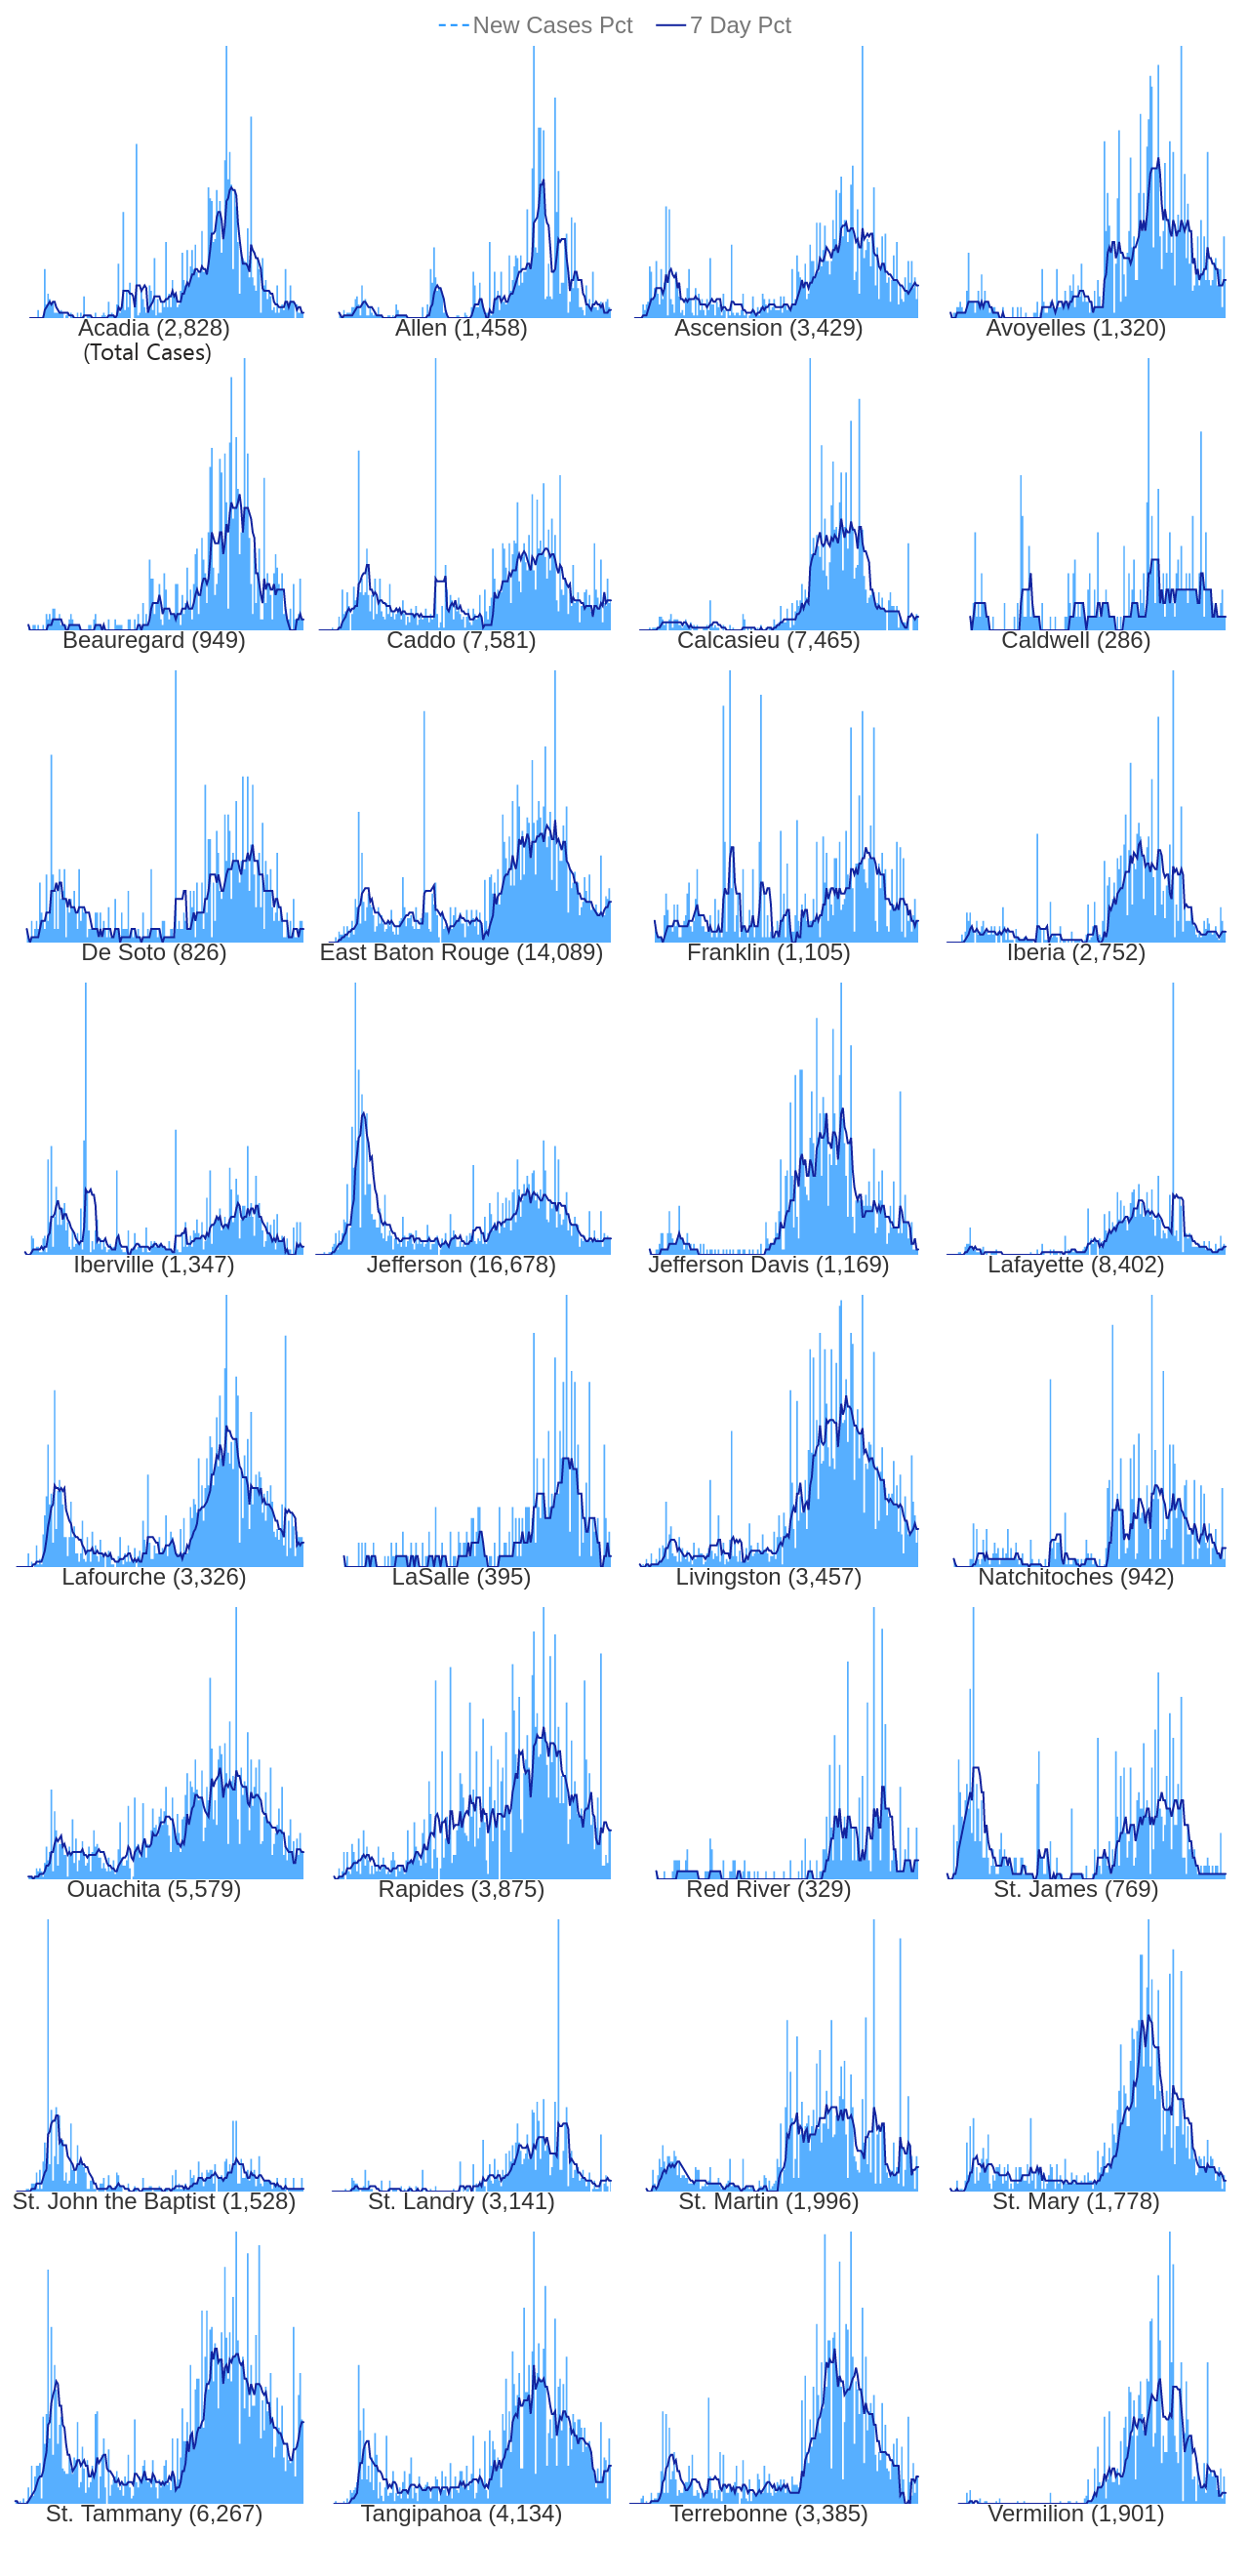 New Cases Pct 7 Day Pct
Acadia (2,828) Allen (1,458) Ascension (3,429) Avoyelles (1,320)
(Total Cases)
Beauregard (949) Caddo (7,581) Calcasieu (7,465) Caldwell (286)
De Soto (826) East Baton Rouge (14,089) Franklin (1,105) Iberia (2,752)
Iberville (1,347) Jefferson (16,678) Jefferson Davis (1,169) Lafayette (8,402)
Lafourche (3,326) LaSalle (395) Livingston (3,457) Natchitoches (942)
Ouachita (5,579) Rapides (3,875) Red River (329) St. James (769)
St. John the Baptist (1,528) St. Landry (3,141) St. Martin (1,996) St. Mary (1,778)
St. Tammany (6,267) Tangipahoa (4,134) Terrebonne (3,385) Vermilion (1,901)